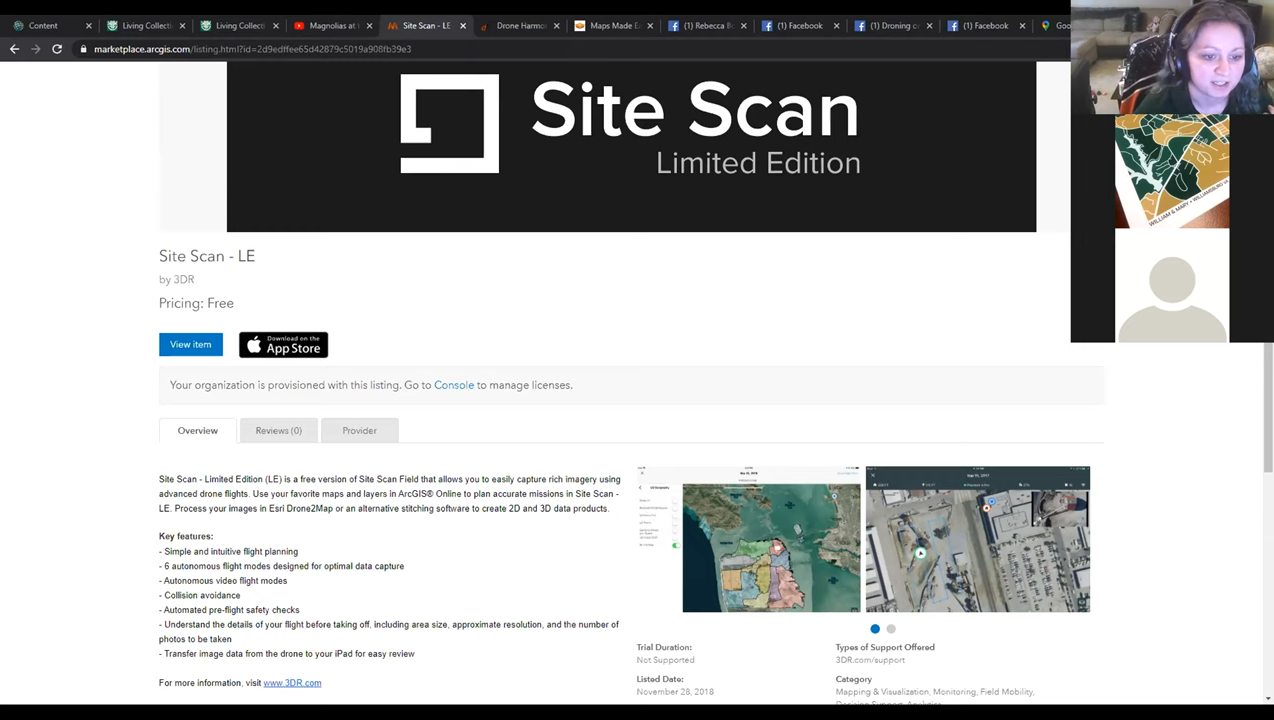 Content
Living Collecti
Living Collecti
Magnolias at
Site Scan - LE
Drone Harmo
Maps Made Ea
(1) Rebecca Bo
(1) Facebook
(1) Droning or
(1) Facebook
Goo
marketplace.arcgis.com/listing.html?id=2d9edffee65d42879c5019a908fb39e3
Site Scan
Limited Edition
WILLIAM & MARY • WILLIAMSBURG
Site Scan - LE
by 3DR
Pricing: Free
View item
Download on the
App Store
Your organization is provisioned with this listing. Go to Console to manage licenses.
Overview
Reviews (0)
Provider
Site Scan - Limited Edition (LE) is a free version of Site Scan Field that allows you to easily capture rich imagery using
advanced drone flights. Use your favorite maps and layers in ArcGIS® Online to plan accurate missions in Site Scan -
LE. Process your images in Esri Drone2Map or an alternative stitching software to create 2D and 3D data products.
Key features:
- Simple and intuitive flight planning
- 6 autonomous flight modes designed for optimal data capture
- Autonomous video flight modes
- Collision avoidance
- Automated pre-flight safety checks
- Understand the details of your flight before taking off, including area size, approximate resolution, and the number of
photos to be taken
- Transfer image data from the drone to your iPad for easy review
For more information, visit www.3DR.com
Trial Duration:
Not Supported
Listed Date:
November 28, 2018
Types of Support Offered
3DR.com/support
Category
Mapping & Visualization, Monitoring, Field Mobility,